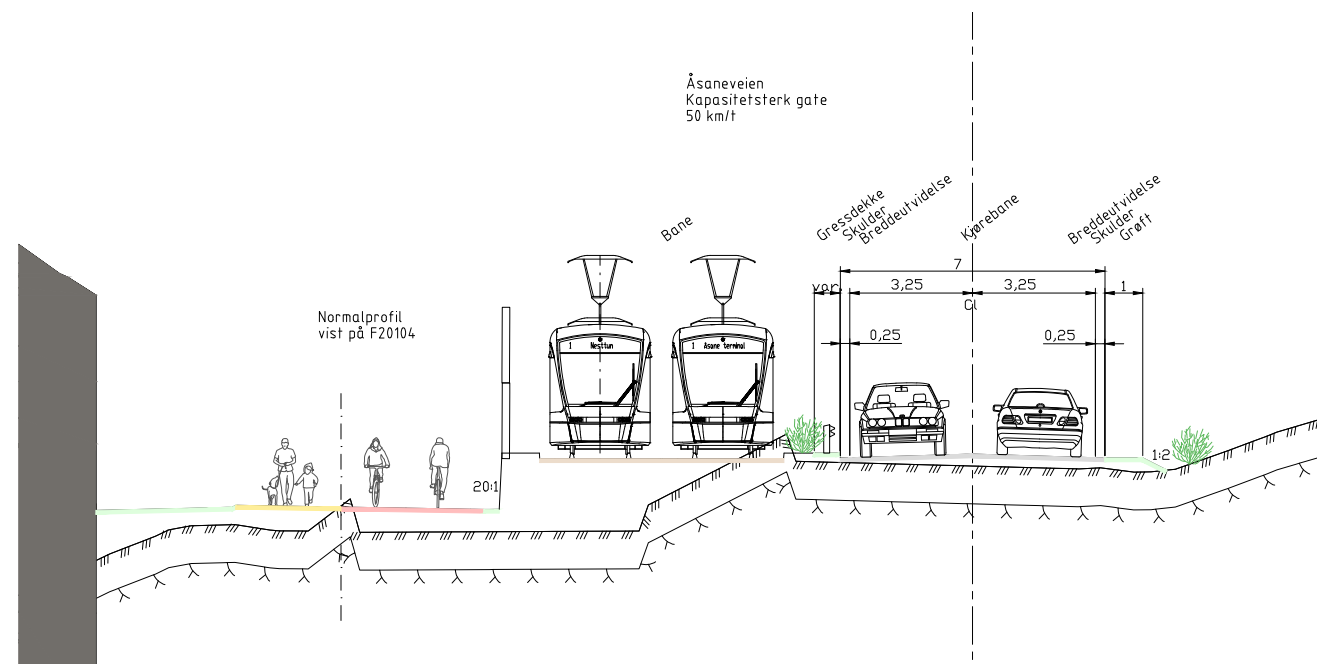 Åsaneveien
Kapasitetsterk gate
50 km/t
Gressdekke
Skulder
Breddeutvidelse
Kjørebane
Breddeutvidelse
Skulder
Grøft
Bane
7
var.
3,25
3,25
1
Cl
Normalprofil
vist på F20104
0,25
0,25
1 Nesttun
1 Åsane terminal
1:2
20:1